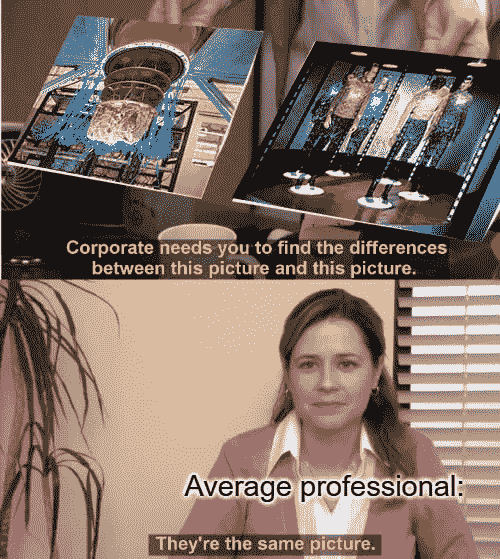 Corporate needs you to find the differences
between this picture and this picture.
Average professional:
They're the same picture.